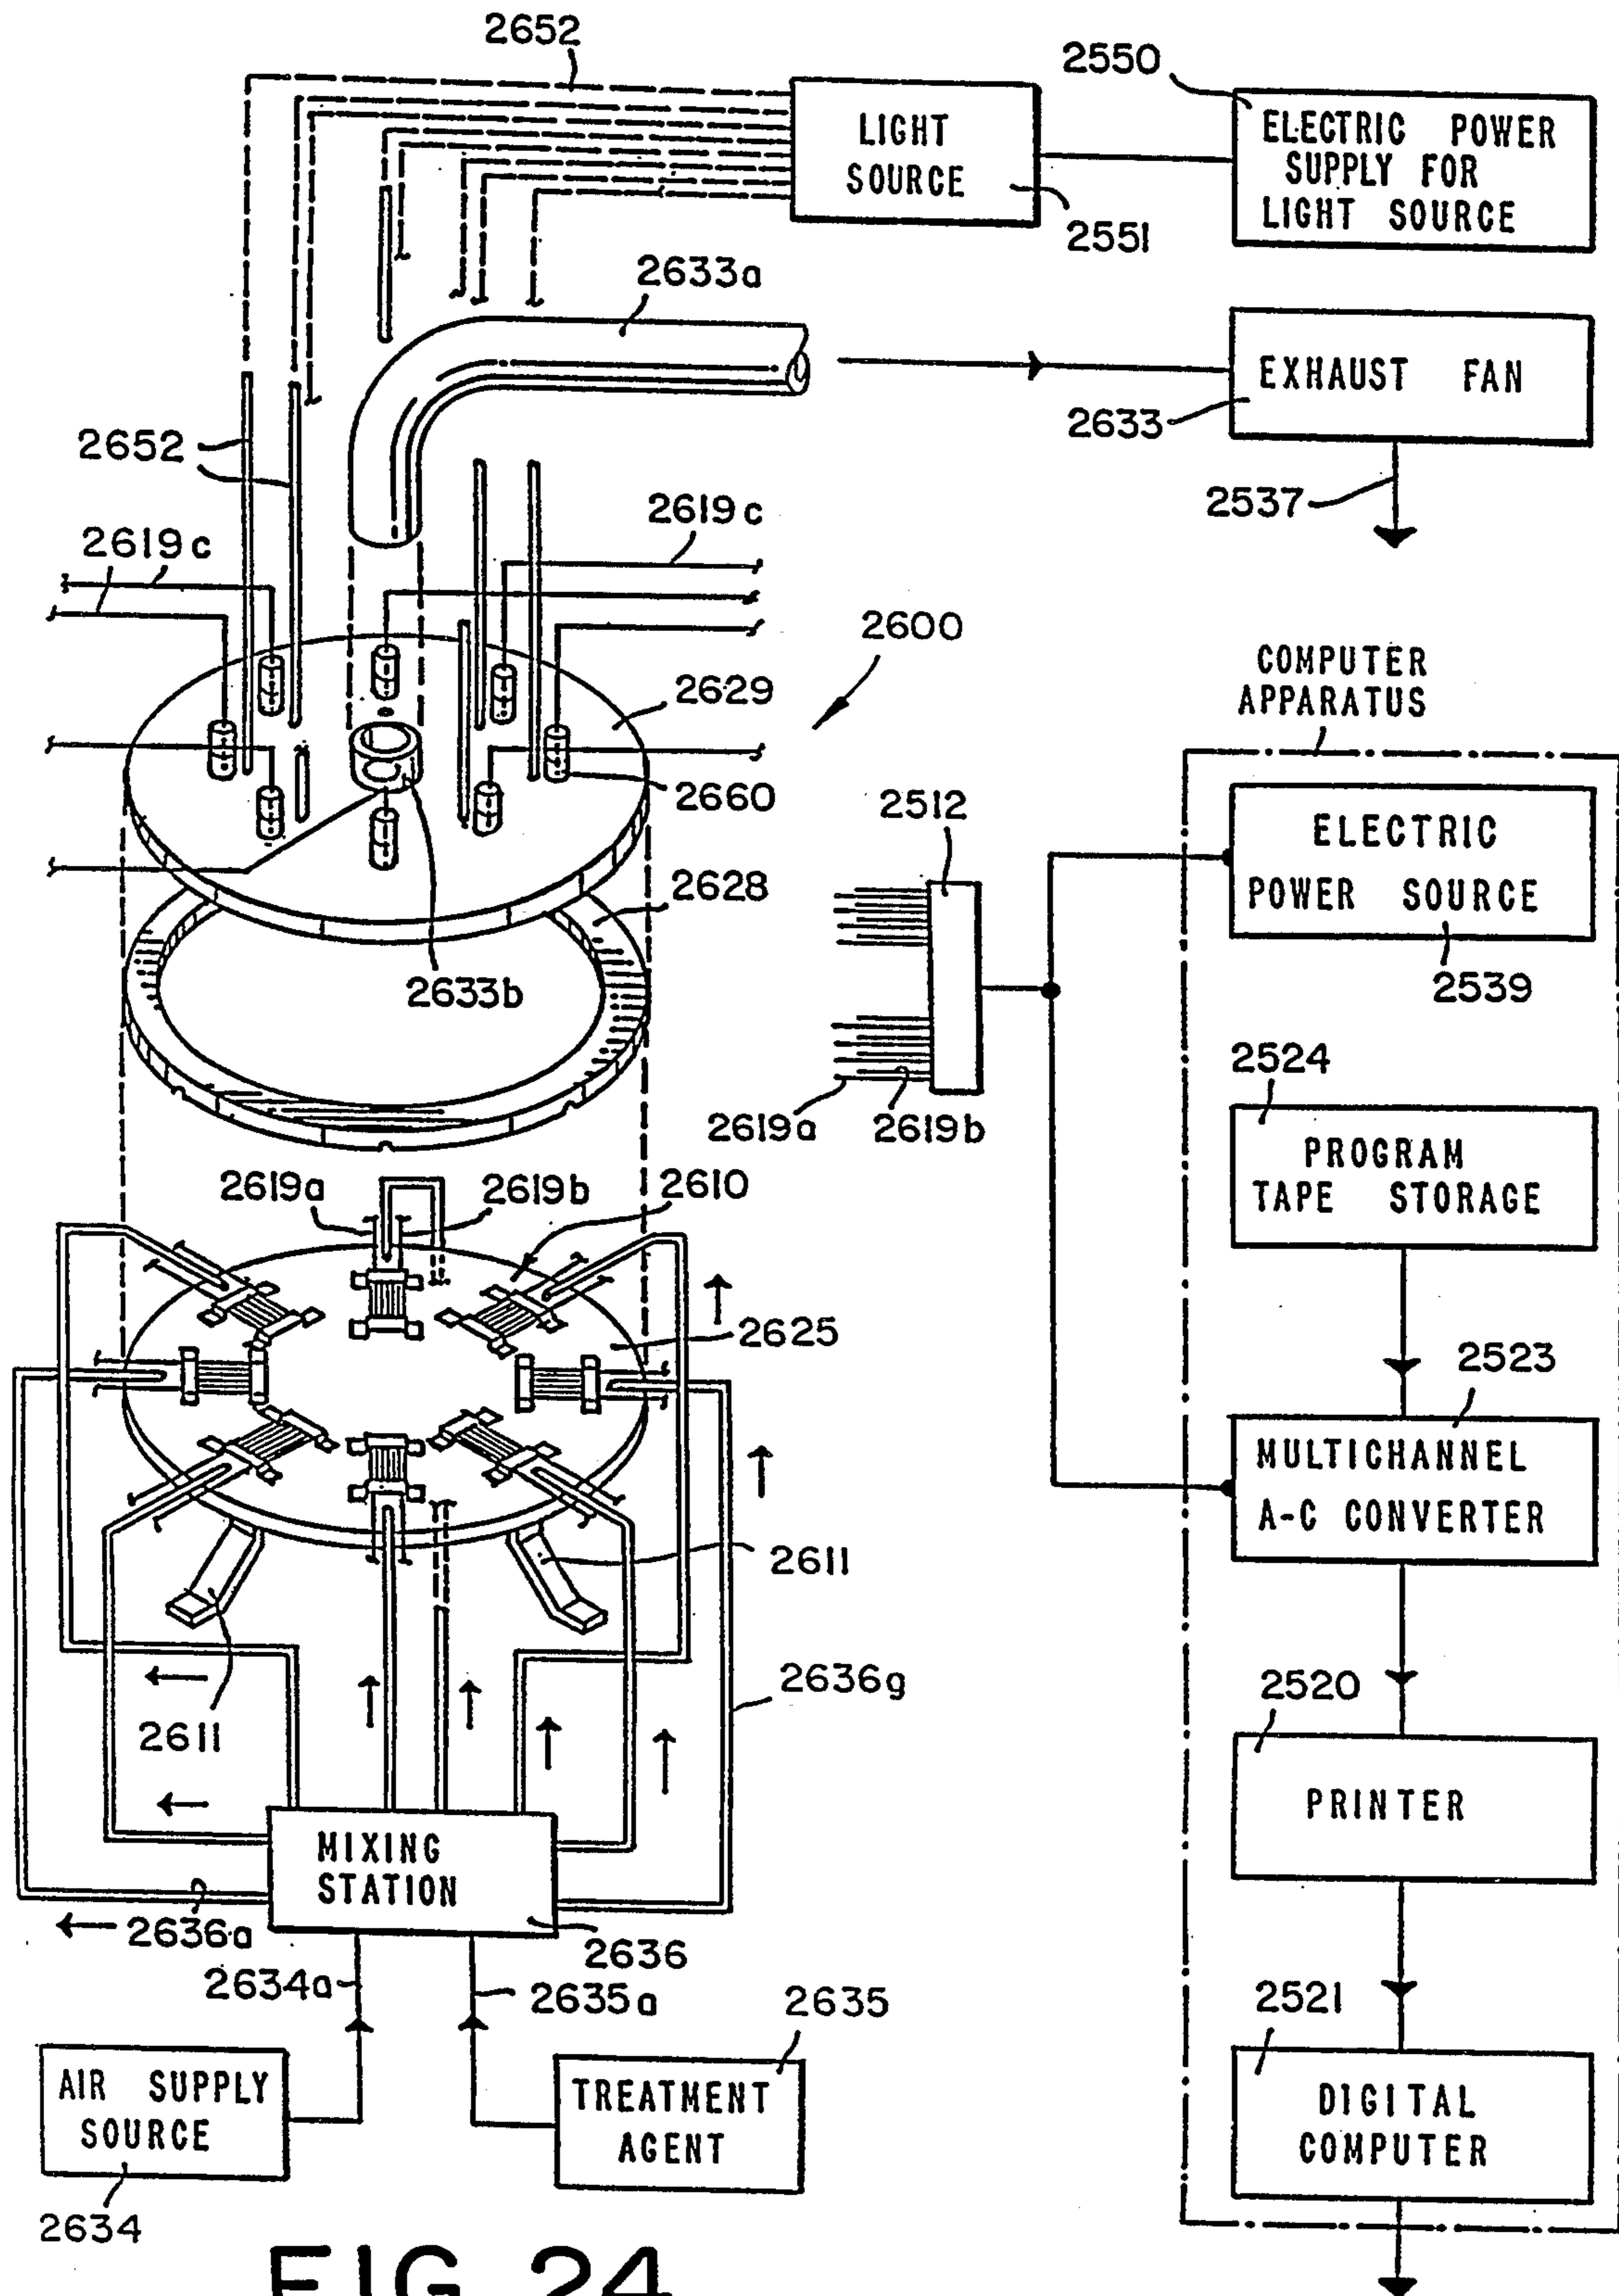 2652
2550
LIGHT
SOURCE
2551
ELECTRIC POWER
SUPPLY FOR
LIGHT SOURCE
2633a
EXHAUST FAN
2633
2537
2652
2619c
2619c
2600
2629
2660
2628
2633b
2512
2619a
2619b
COMPUTER
APPARATUS
ELECTRIC
POWER SOURCE
2539
2524
PROGRAM
TAPE STORAGE
2523
MULTICHANNEL
A-C CONVERTER
2520
PRINTER
2521
DIGITAL
COMPUTER
2619a
2619b
2610
2625
2611
2611
2636g
MIXING
STATION
2636a
2636
2634a
2635a
2635
AIR SUPPLY
SOURCE
2634
TREATMENT
AGENT
FIG. 24